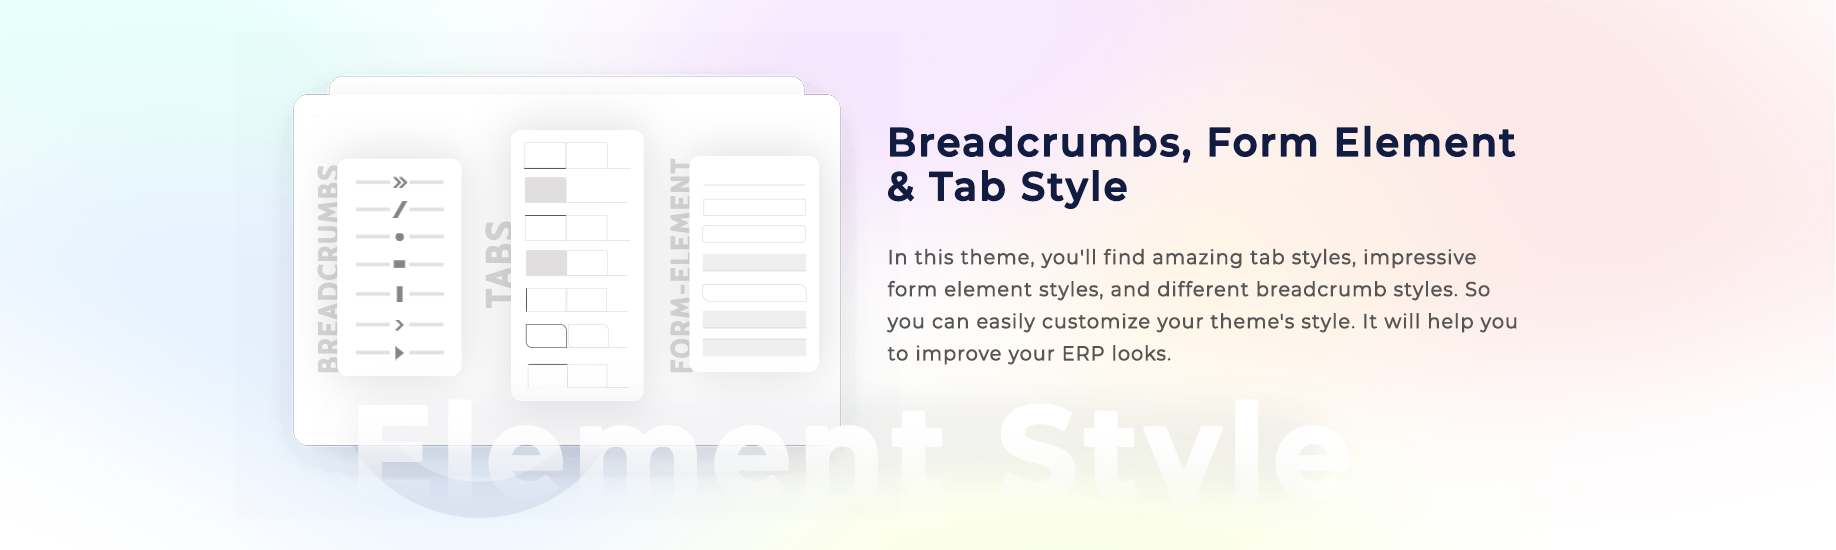 BREADCRUMBS
TABS
FORM-ELEMENT
Breadcrumbs, Form Element
& Tab Style
In this theme, you'll find amazing tab styles, impressive
form element styles, and different breadcrumb styles. So
you can easily customize your theme's style. It will help you
to improve your ERP looks.
Element Style